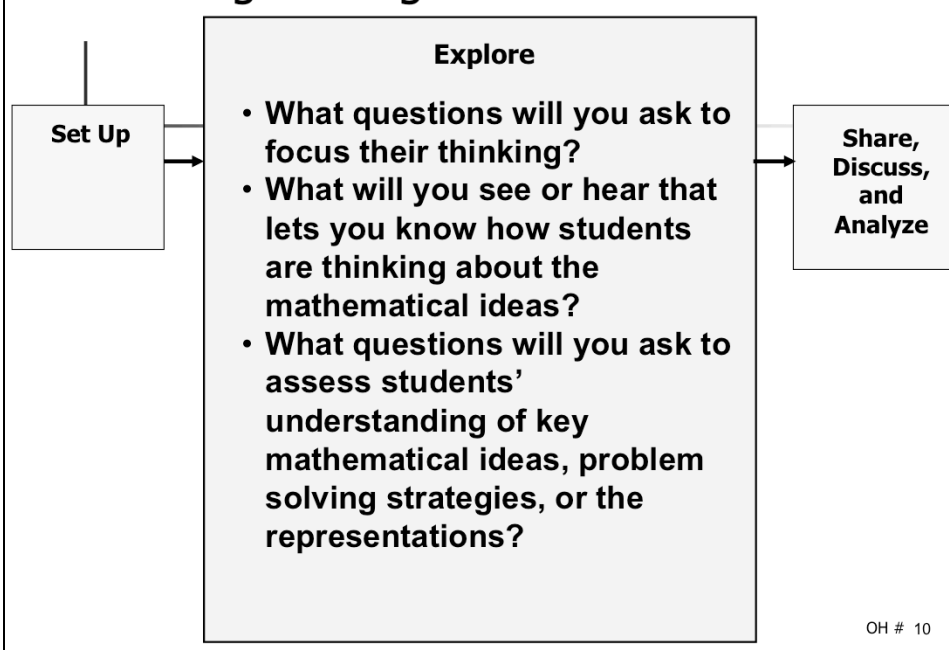 Set Up
Explore
• What questions will you ask to
focus their thinking?
• What will you see or hear that
lets you know how students
are thinking about the
mathematical ideas?
• What questions will you ask to
assess students’
understanding of key
mathematical ideas, problem
solving strategies, or the
representations?
Share,
Discuss,
and
Analyze
OH # 10